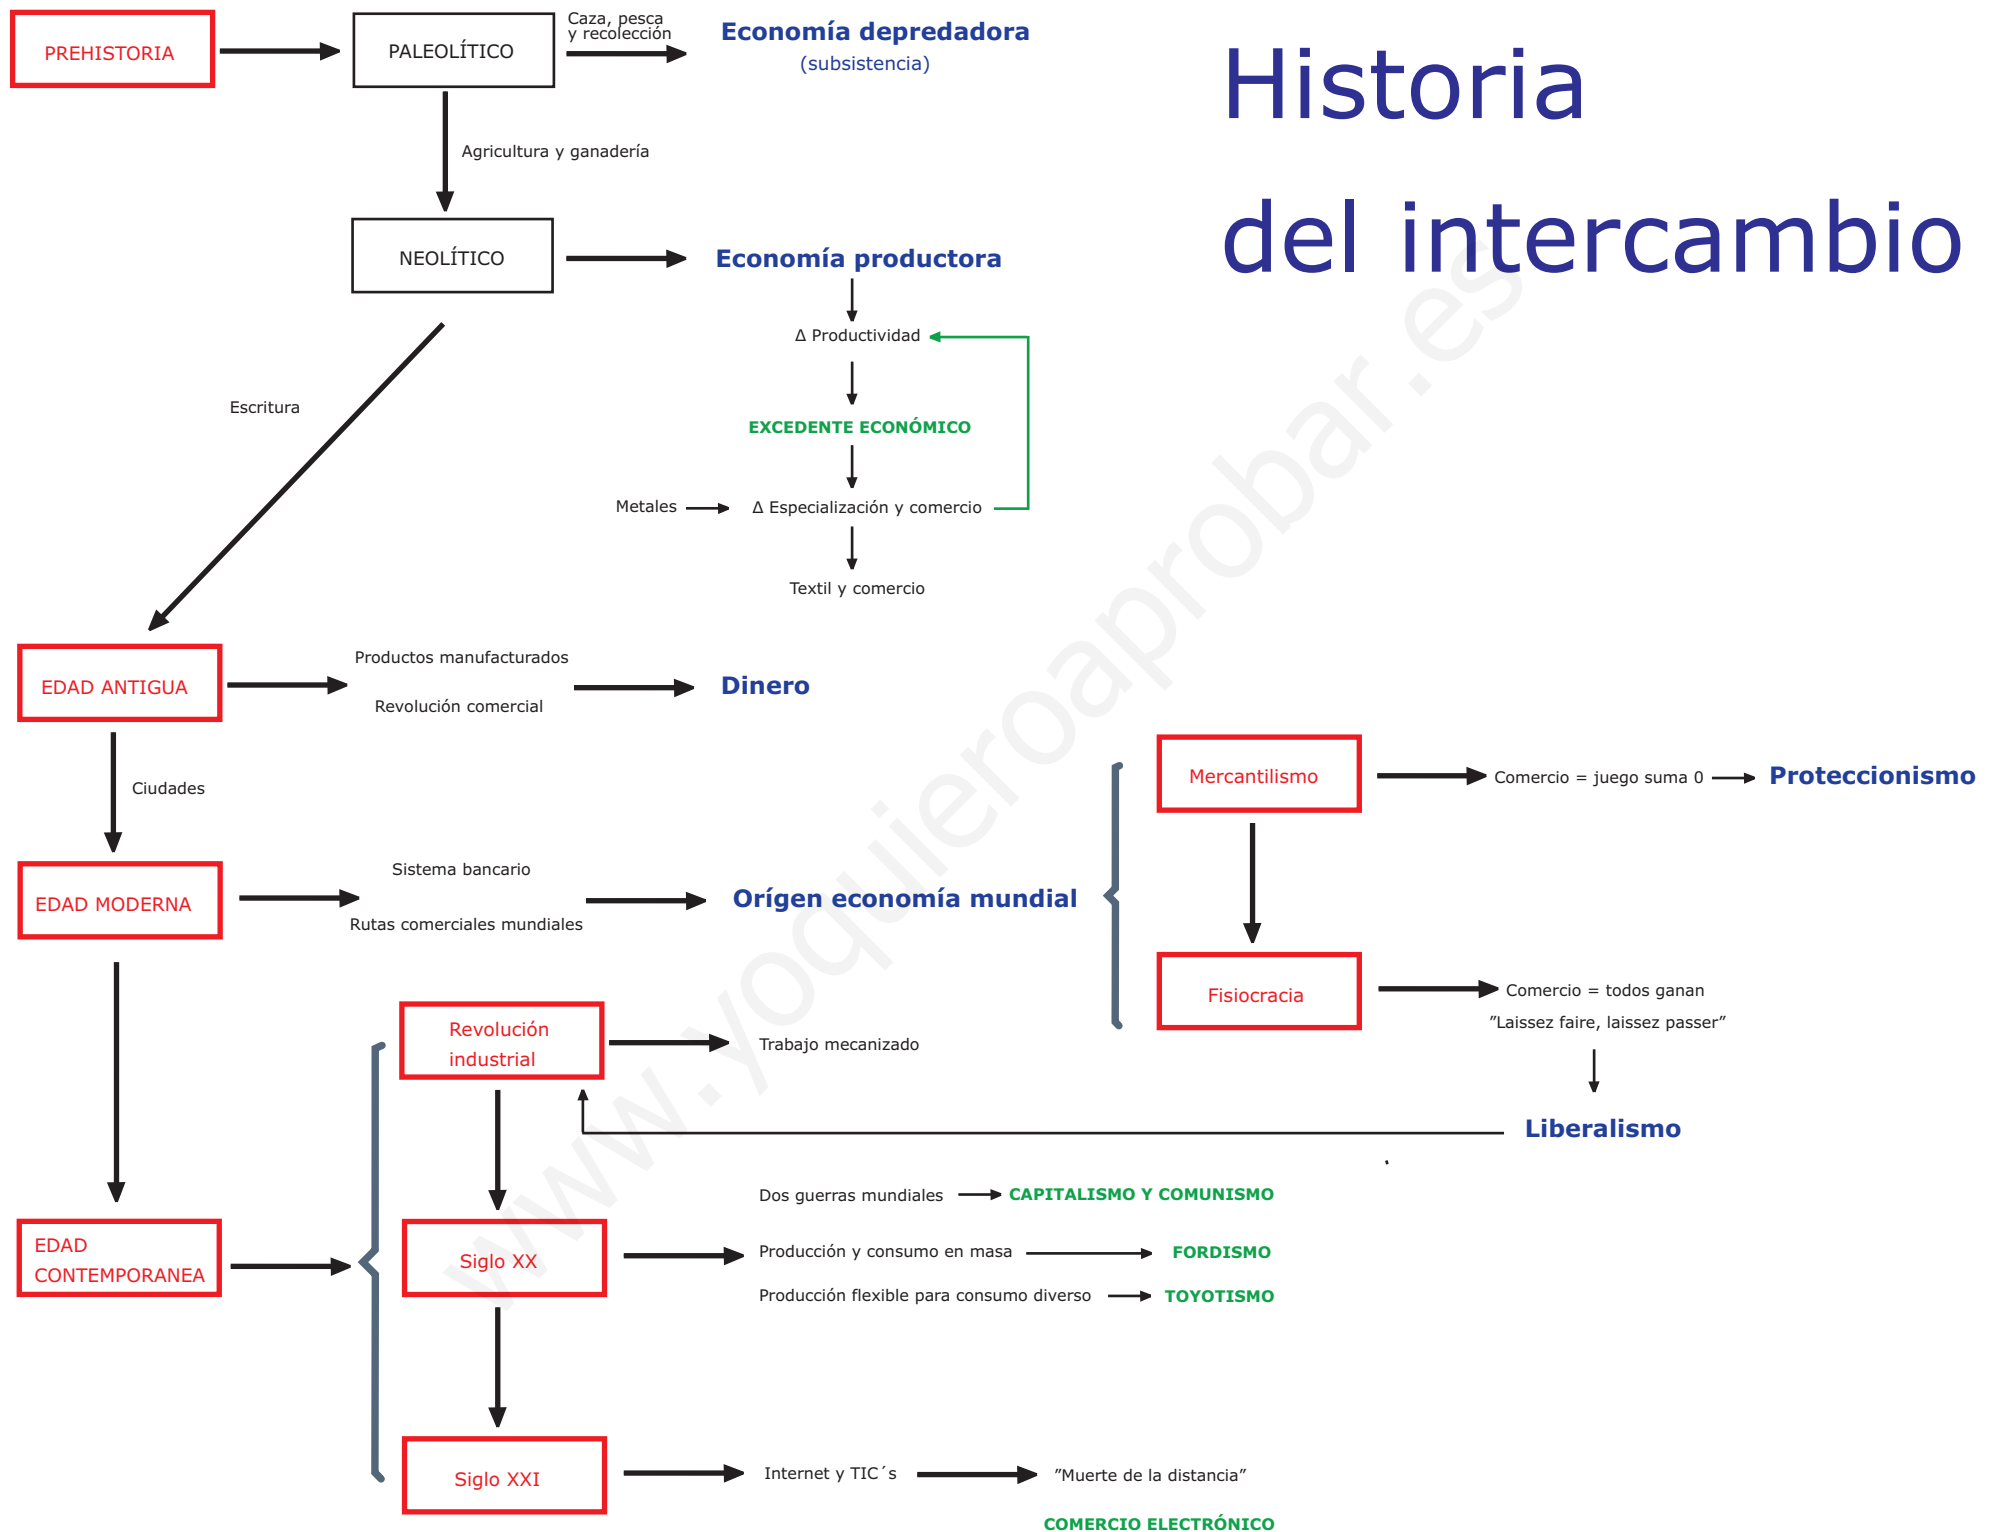 Historia
del intercambio
PREHISTORIA
PALEOLÍTICO
Caza, pesca
y recolección
Economía depredadora
(subsistencia)
Agricultura y ganadería
NEOLÍTICO
Economía productora
Δ Productividad
Escritura
EXCEDENTE ECONÓMICO
Metales
Δ Especialización y comercio
Textil y comercio
EDAD ANTIGUA
Productos manufacturados
Revolución comercial
Dinero
Ciudades
EDAD MODERNA
Sistema bancario
Rutas comerciales mundiales
Orígen economía mundial
Mercantilismo
Comercio = juego suma 0
Proteccionismo
Fisiocracia
Comercio = todos ganan
"Laissez faire, laissez passer"
Liberalismo
EDAD
CONTEMPORANEA
Revolución
industrial
Trabajo mecanizado
Siglo XX
Dos guerras mundiales
CAPITALISMO Y COMUNISMO
Producción y consumo en masa
FORDISMO
Producción flexible para consumo diverso
TOYOTISMO
Siglo XXI
Internet y TIC´s
"Muerte de la distancia"
COMERCIO ELECTRÓNICO
www.yoquieroaprobar.es